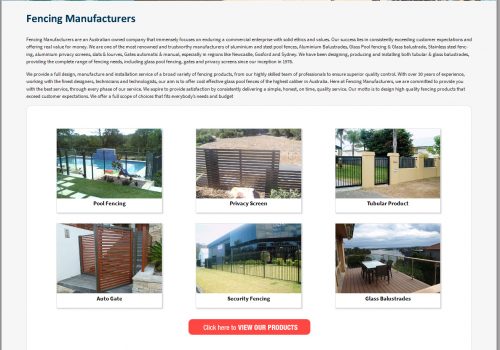 Fencing Manufacturers
Fencing Manufacturers are an Australian owned company that immensely focuses on enduring a commercial enterprise with solid ethics and values. Our success lies in consistently exceeding customer expectations and
offering real value for money. We are one of the most renowned and trustworthy manufacturers of aluminium and steel pool fences, Aluminium Balustrades, Glass Pool fencing & Glass balustrade, Stainless steel fenc-
ing, aluminium privacy screens, slats & louvres, Gates automatic & manual, especially in regions like Newcastle, Gosford and Sydney. We have been designing, producing and installing both tubular & glass balustrades,
providing the complete range of fencing needs, including glass pool fencing, gates and privacy screens since our inception in 1978.
We provide a full design, manufacture and installation service of a broad variety of fencing products, from our highly skilled team of professionals to ensure superior quality control. With over 30 years of experience,
working with the finest designers, technicians and technologists, our aim is to offer cost effective glass pool fences of the highest caliber in Australia. Here at Fencing Manufacturers, we are committed to provide you
with the best service, through every phase of our service. We aspire to provide satisfaction by consistently delivering a simple, honest, on time, quality service. Our motto is to design high quality fencing products that
exceed customer expectations. We offer a full scope of choices that fits everybody's needs and budget
Pool Fencing
Privacy Screen
Tubular Product
Auto Gate
Security Fencing
Glass Balustrades
Click here to VIEW OUR PRODUCTS